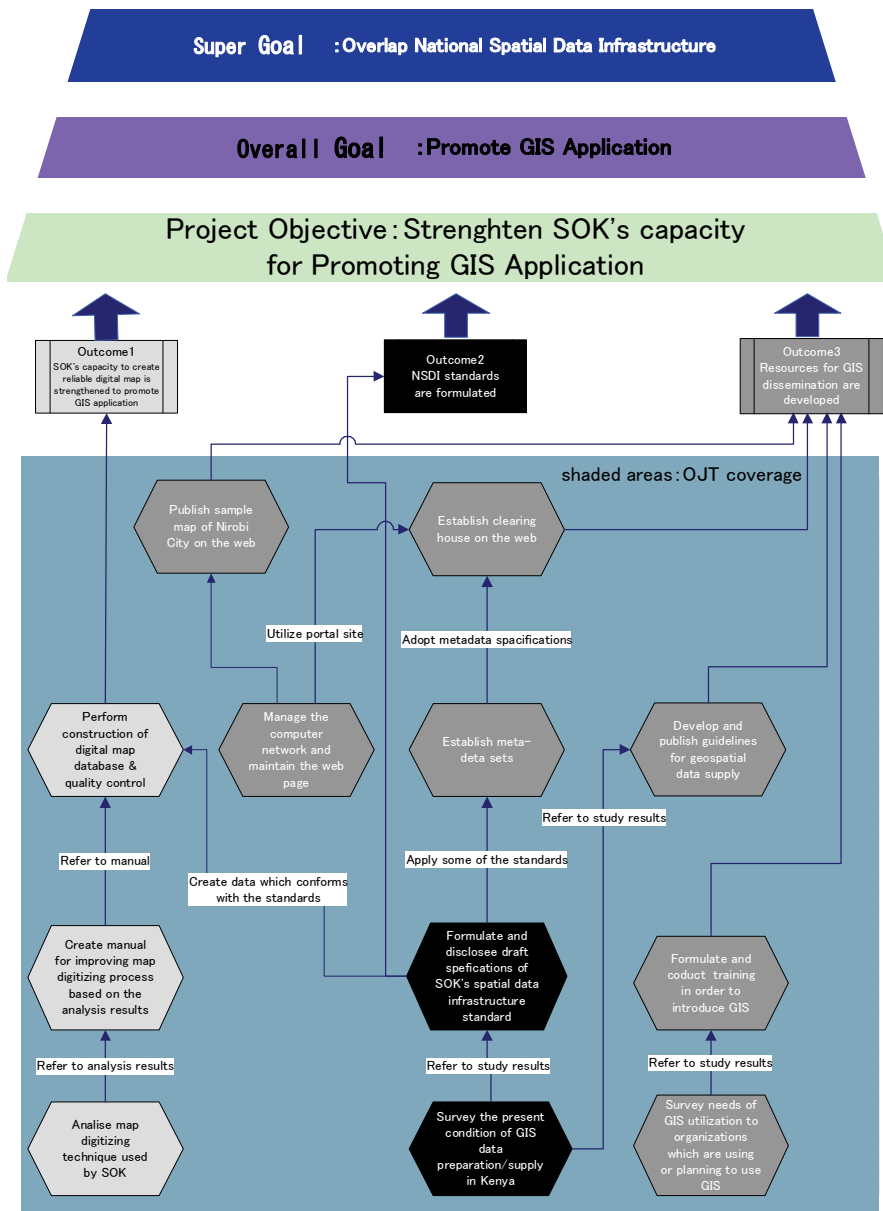 Super Goal :Overlap National Spatial Data Infrastructure
Overall Goal :Promote GIS Application
Project Objective:Strenghten SOK's capacity
for Promoting GIS Application
Outcome1
SOK's capacity to create
reliable digital map is
strengthened to promote
GIS application
Outcome2
NSDI standards
are formulated
Outcome3
Resources for GIS
dissemination are
developed
shaded areas:OJT coverage
Publish sample
map of Nirobi
City on the web
Establish clearing
house on the web
Utilize portal site
Adopt metadata spacifications
Perform
construction of
digital map
database &
quality control
Manage the
computer
network and
maintain the web
page
Establish meta-
deta sets
Develop and
publish guidelines
for geospatial
data supply
Refer to study results
Refer to manual
Apply some of the standards
Create data which conforms
with the standards
Create manual
for improving map
digitizing process
based on the
analysis results
Formulate and
disclosee draft
spefications of
SOK's spatial data
infrastructure
standard
Formulate and
coduct training
in order to
introduce GIS
Refer to analysis results
Refer to study results
Refer to study results
Analise map
digitizing
technique used
by SOK
Survey the present
condition of GIS
data
preparation/supply
in Kenya
Survey needs of
GIS utilization to
organizations
which are using
or planning to use
GIS